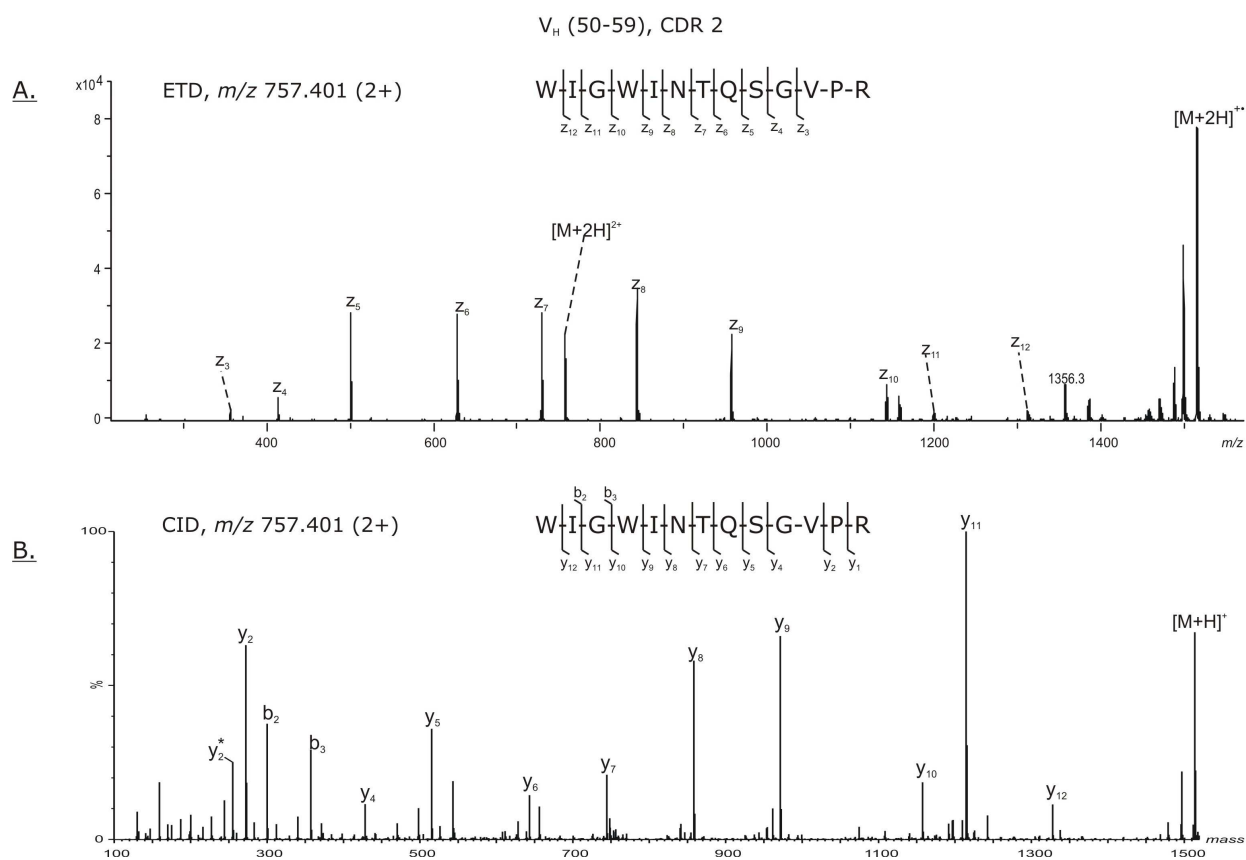 V_H (50-59), CDR 2
A.
ETD, m/z 757.401 (2+)
W-I-G-W-I-N-T-Q-S-G-V-P-R
z₁₂ z₁₁ z₁₀ z₉ z₈ z₇ z₆ z₅ z₄ z₃
x10⁴
8
6
4
2
0
[M+2H]⁺•
[M+2H]²⁺
z₃
z₄
z₅
z₆
z₇
z₈
z₉
z₁₀
z₁₁
z₁₂
1356.3
400 600 800 1000 1200 1400 m/z
B.
CID, m/z 757.401 (2+)
b₂ b₃
W-I-G-W-I-N-T-Q-S-G-V-P-R
y₁₂ y₁₁ y₁₀ y₉ y₈ y₇ y₆ y₅ y₄ y₂ y₁
100
%
0
y₂*
y₂
b₂
b₃
y₄
y₅
y₆
y₇
y₈
y₉
y₁₀
y₁₁
y₁₂
[M+H]⁺
100 300 500 700 900 1100 1300 1500 mass